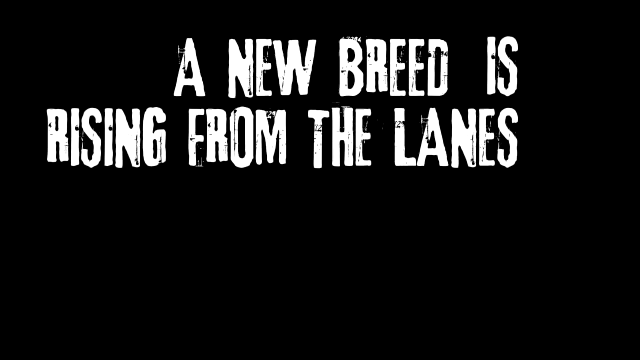 A NEW BREED IS
RISING FROM THE LANES